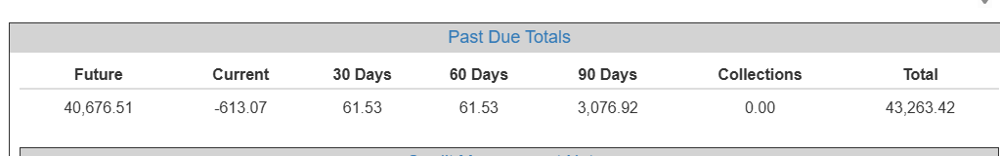 Past Due Totals
Future Current 30 Days 60 Days 90 Days Collections Total
40,676.51 -613.07 61.53 61.53 3,076.92 0.00 43,263.42